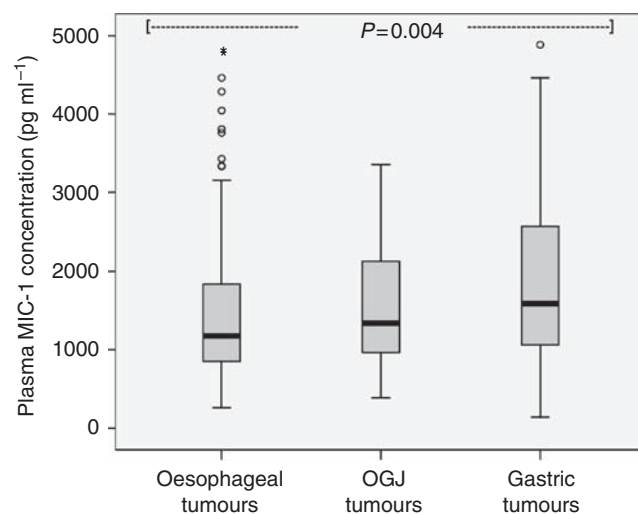 P=0.004
Plasma MIC-1 concentration (pg ml⁻¹)
5000
4000
3000
2000
1000
0
Oesophageal
tumours
OGJ
tumours
Gastric
tumours